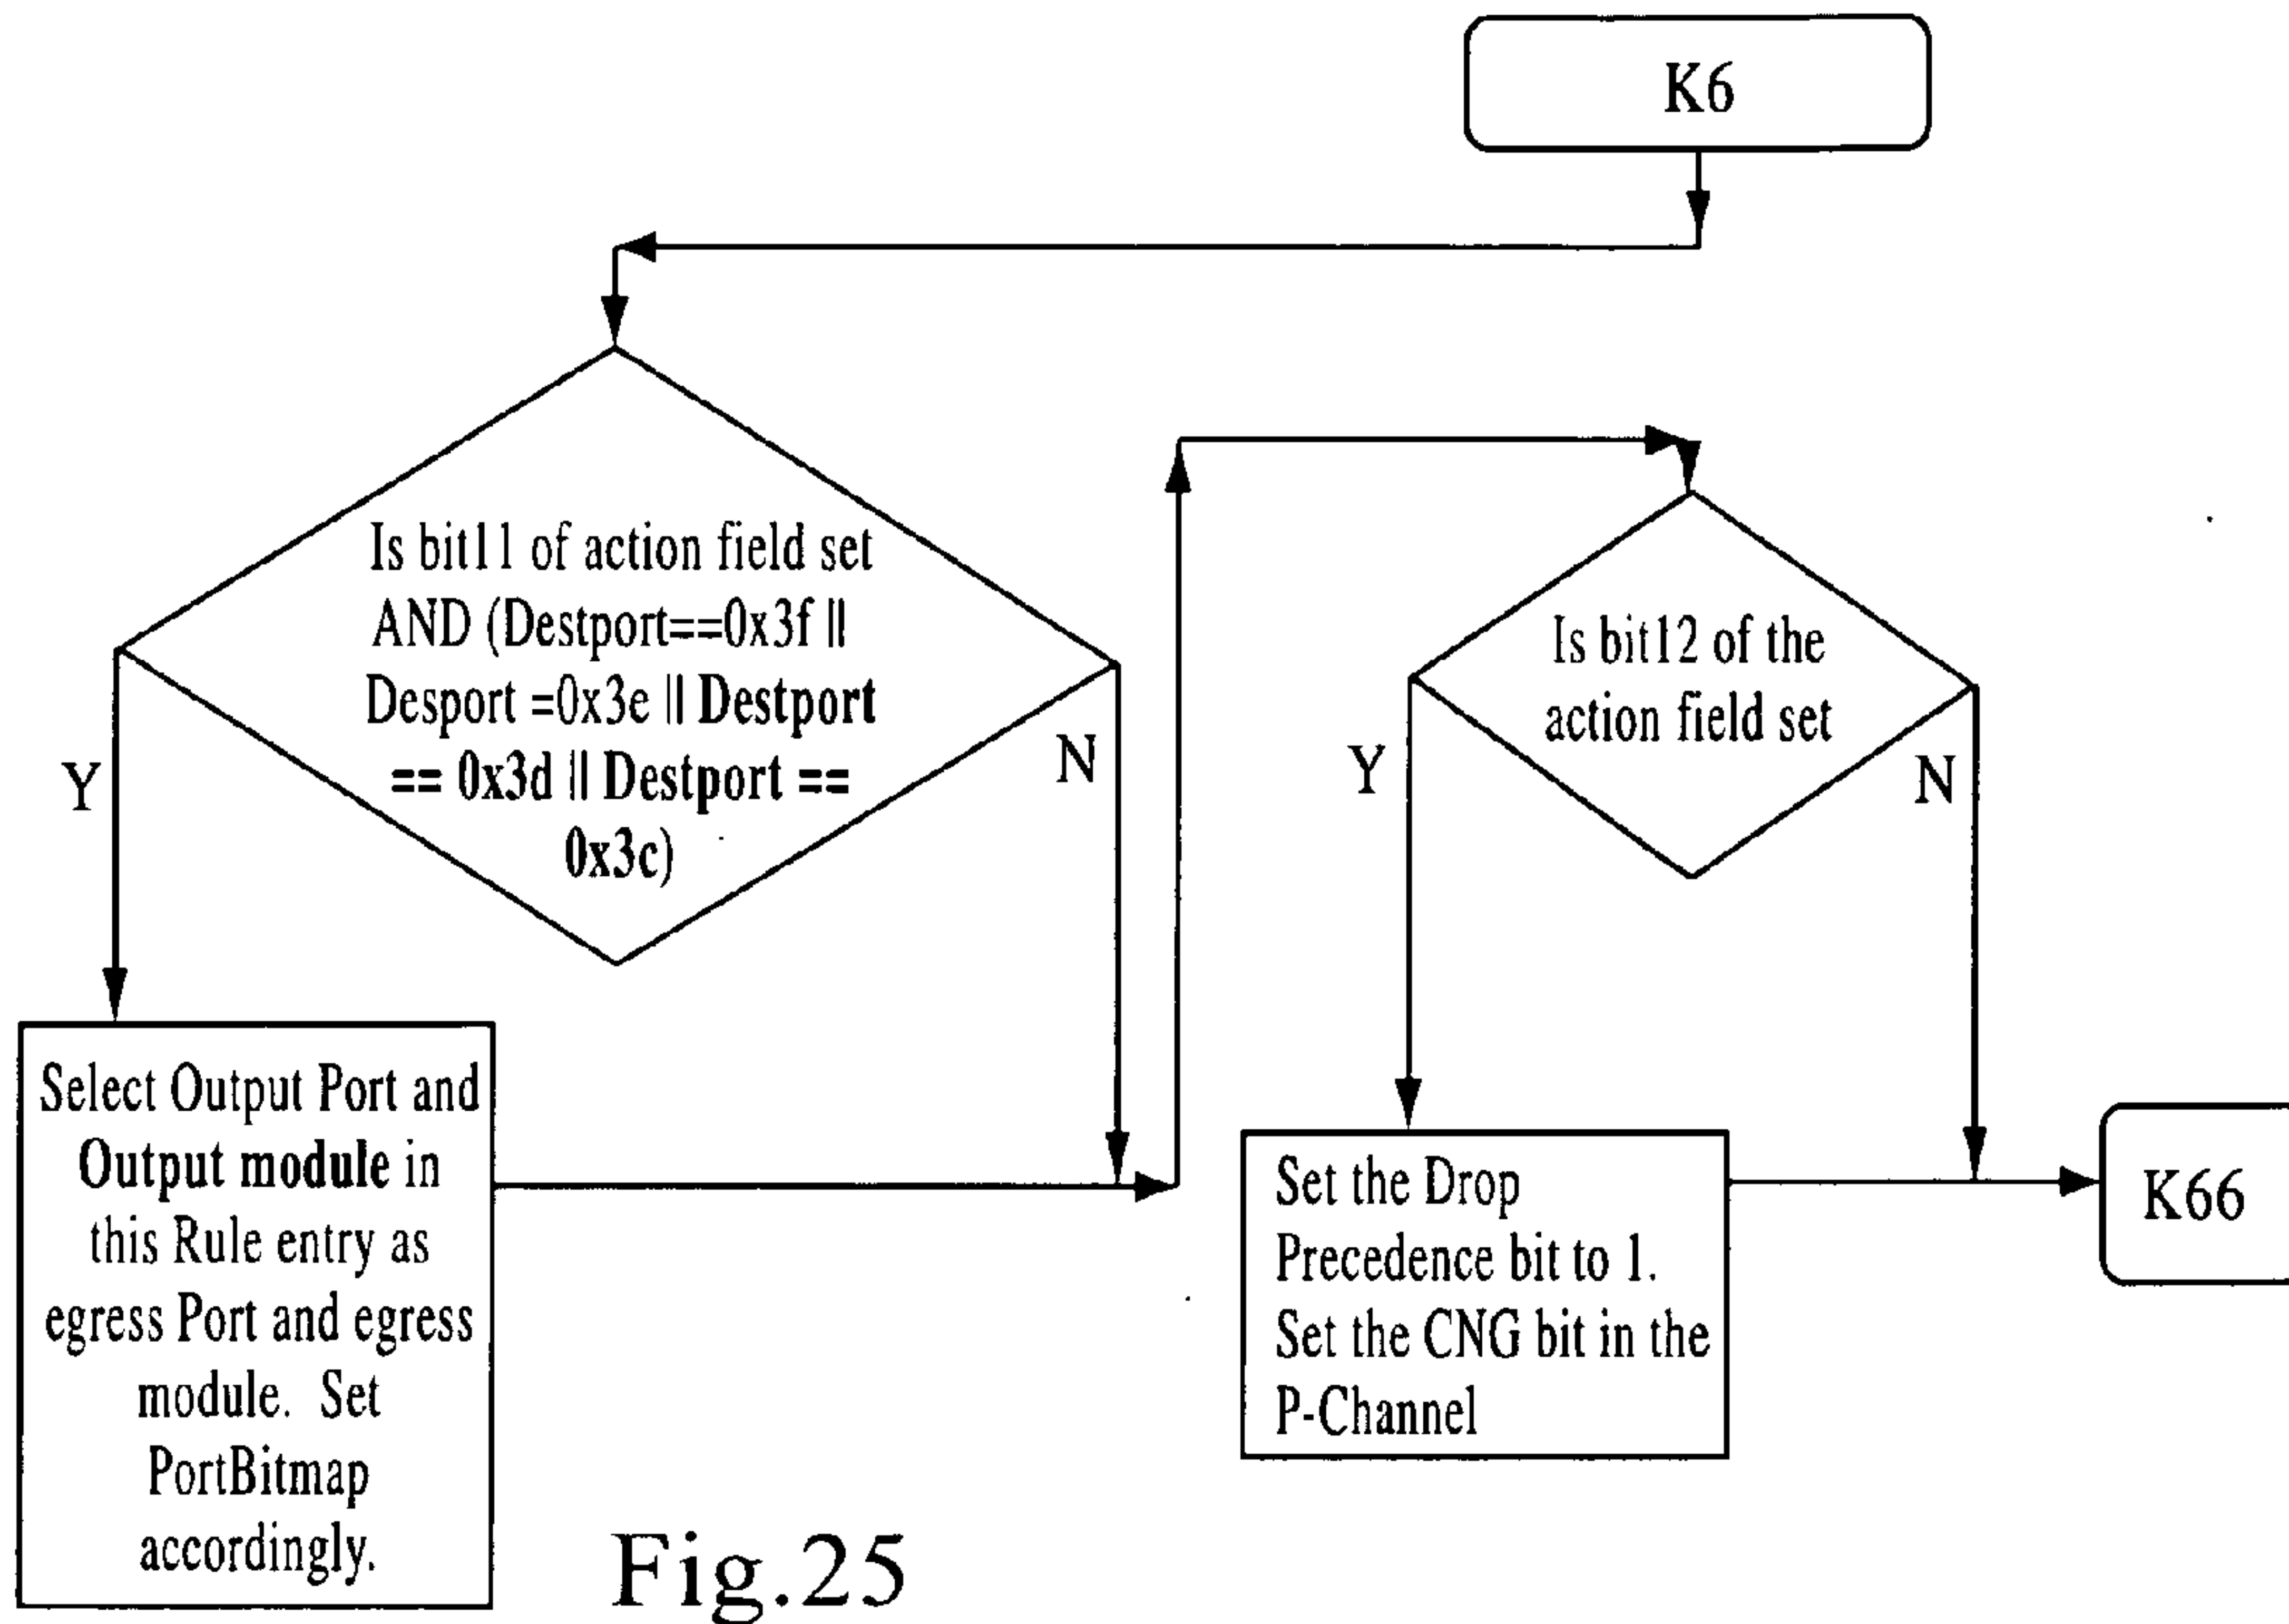 K6
Is bit11 of action field set
AND (Destport==0x3f ||
Desport =0x3e || Destport
== 0x3d || Destport ==
0x3c)
Y
N
Select Output Port and
Output module in
this Rule entry as
egress Port and egress
module. Set
PortBitmap
accordingly.
Is bit12 of the
action field set
Y
N
Set the Drop
Precedence bit to 1.
Set the CNG bit in the
P-Channel
K66
Fig.25